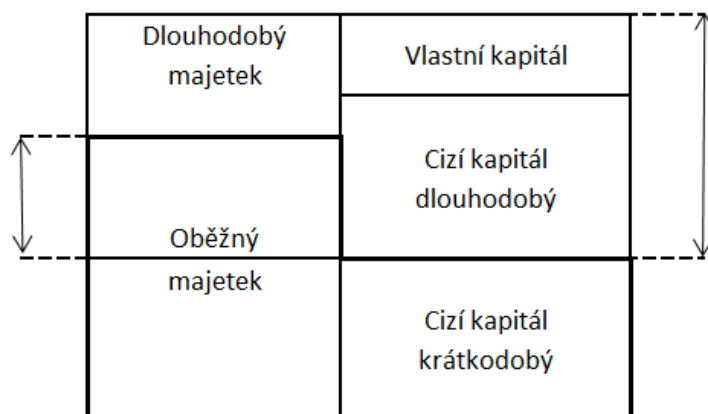 Dlouhodobý
majetek
Vlastní kapitál
Cizí kapitál
dlouhodobý
Oběžný
majetek
Cizí kapitál
krátkodobý